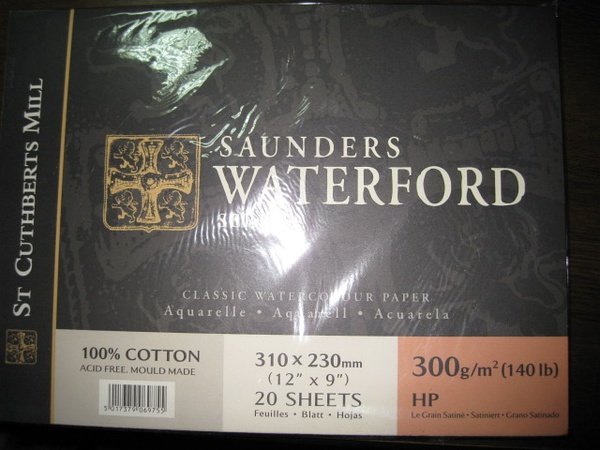 ST CUTHBERTS MILL
SAUNDERS
WATERFORD
CLASSIC WATERCOLOUR PAPER
Aquarelle • Aquarell • Acuarela
100% COTTON
ACID FREE. MOULD MADE
310 x 230mm
(12" x 9")
20 SHEETS
Feuilles • Blatt • Hojas
300g/m² (140 lb)
HP
Le Grain Satiné • Satiniert • Grano Satinado